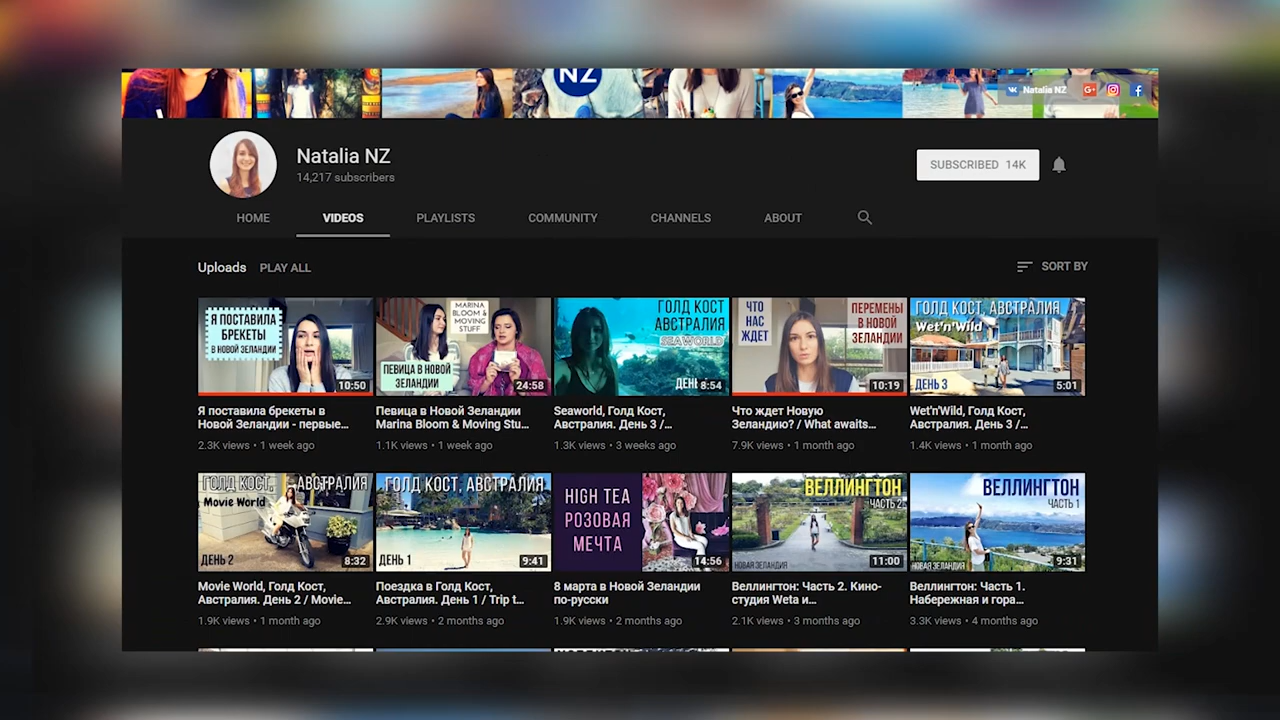 NZ
Natalia NZ
Natalia NZ
14,217 subscribers
SUBSCRIBED 14K
HOME VIDEOS PLAYLISTS COMMUNITY CHANNELS ABOUT
Uploads PLAY ALL
SORT BY
Я ПОСТАВИЛА
БРЕКЕТЫ
В НОВОЙ ЗЕЛАНДИИ
10:50
MARINA
BLOOM &
MOVING
STUFF
ПЕВИЦА В НОВОЙ
ЗЕЛАНДИИ
24:58
ГОЛД КОСТ
АВСТРАЛИЯ
SEAWORLD
8:54
ЧТО
НАС
ЖДЕТ
ПЕРЕМЕНЫ
В НОВОЙ
ЗЕЛАНДИИ
10:19
ГОЛД КОСТ, АВСТРАЛИЯ
Wet'n'Wild
ДЕНЬ 3
5:01
Я поставила брекеты в
Новой Зеландии - первые...
2.3K views • 1 week ago
Певица в Новой Зеландии
Marina Bloom & Moving Stu...
1.1K views • 1 week ago
Seaworld, Голд Кост,
Австралия. День 3 /...
1.3K views • 3 weeks ago
Что ждет Новую
Зеландию? / What awaits...
7.9K views • 1 month ago
Wet'n'Wild, Голд Кост,
Австралия. День 3 /...
1.4K views • 1 month ago
ГОЛД КОСТ, АВСТРАЛИЯ
Movie World
ДЕНЬ 2
8:32
ГОЛД КОСТ, АВСТРАЛИЯ
ДЕНЬ 1
9:41
HIGH TEA
РОЗОВАЯ
МЕЧТА
14:56
ВЕЛЛИНГТОН
ЧАСТЬ 2
НОВАЯ ЗЕЛАНДИЯ
11:00
ВЕЛЛИНГТОН
ЧАСТЬ 1
НОВАЯ ЗЕЛАНДИЯ
9:31
Movie World, Голд Кост,
Австралия. День 2 / Movie...
1.9K views • 1 month ago
Поездка в Голд Кост,
Австралия. День 1 / Trip t...
2.9K views • 2 months ago
8 марта в Новой Зеландии
по-русски
1.9K views • 2 months ago
Веллингтон: Часть 2. Кино-
студия Weta и...
2.1K views • 3 months ago
Веллингтон: Часть 1.
Набережная и гора...
3.3K views • 4 months ago